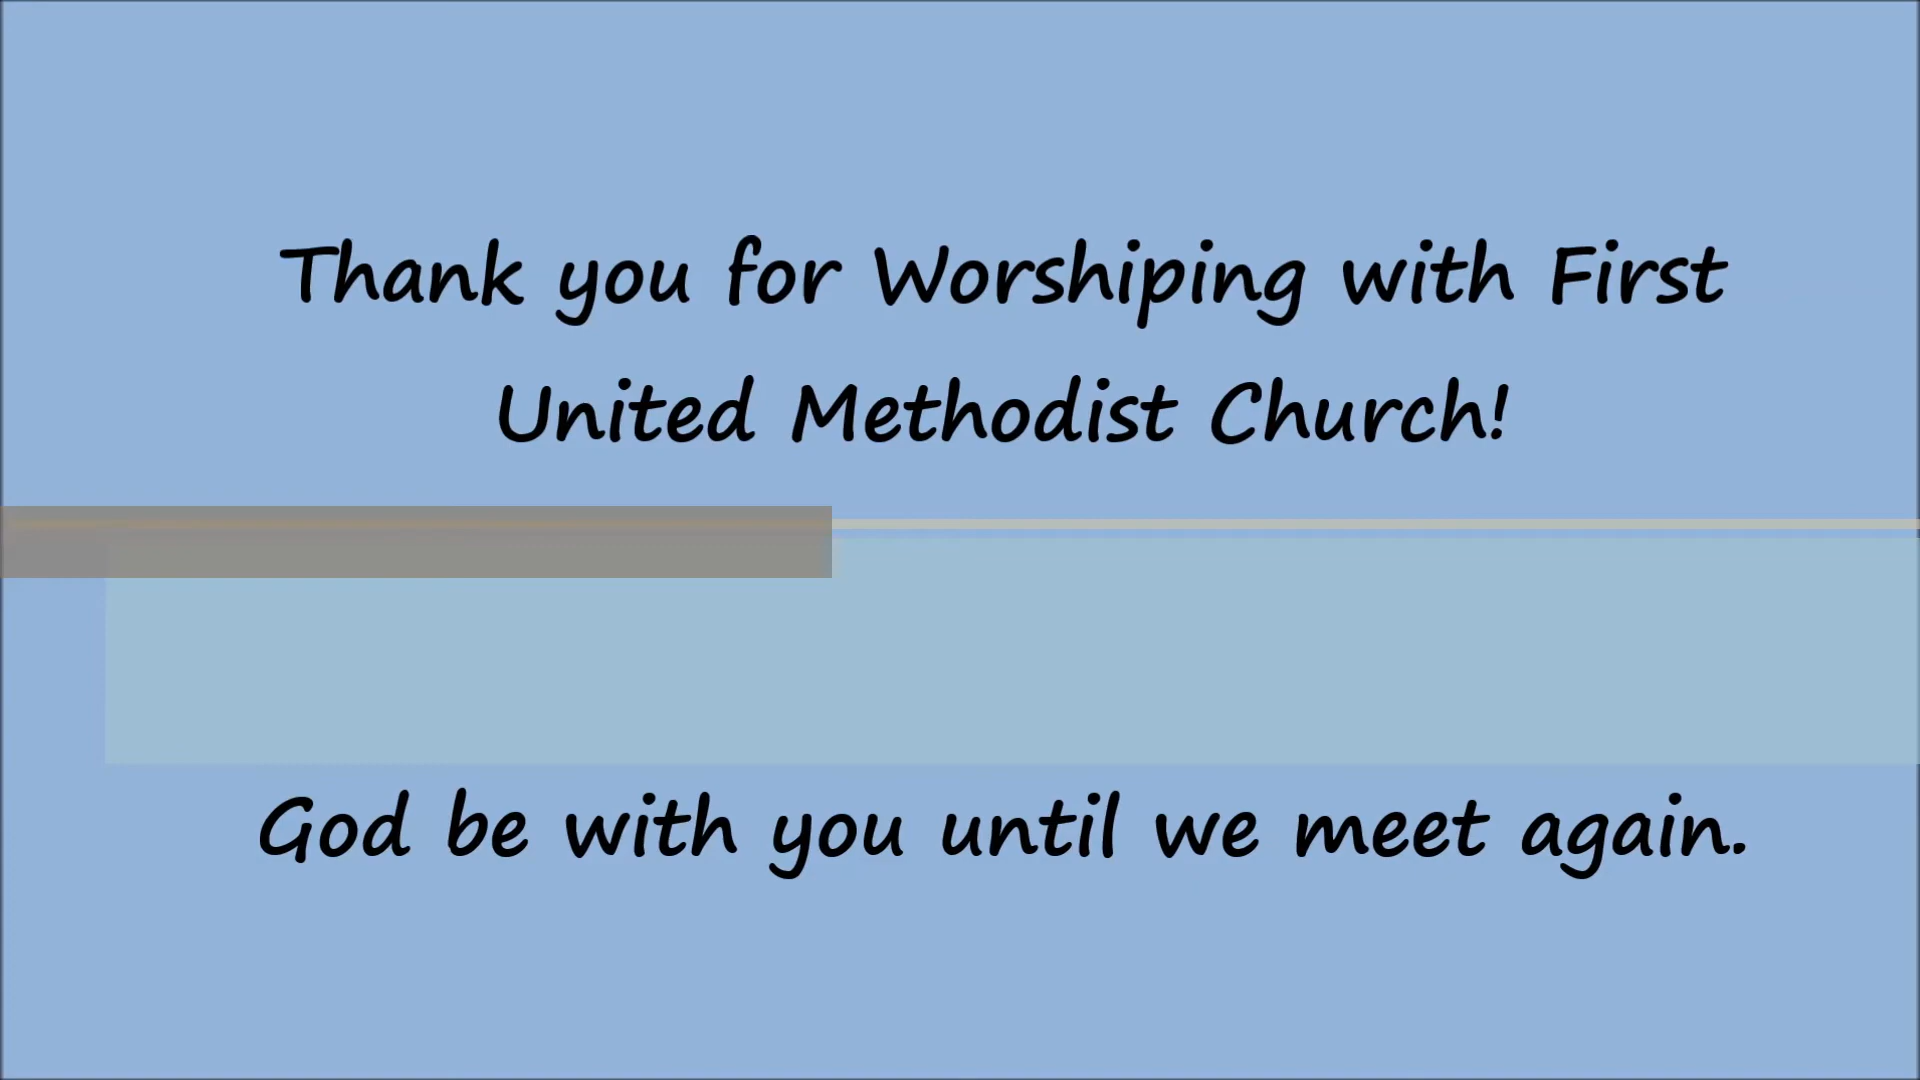 Thank you for Worshiping with First
United Methodist Church!
God be with you until we meet again.